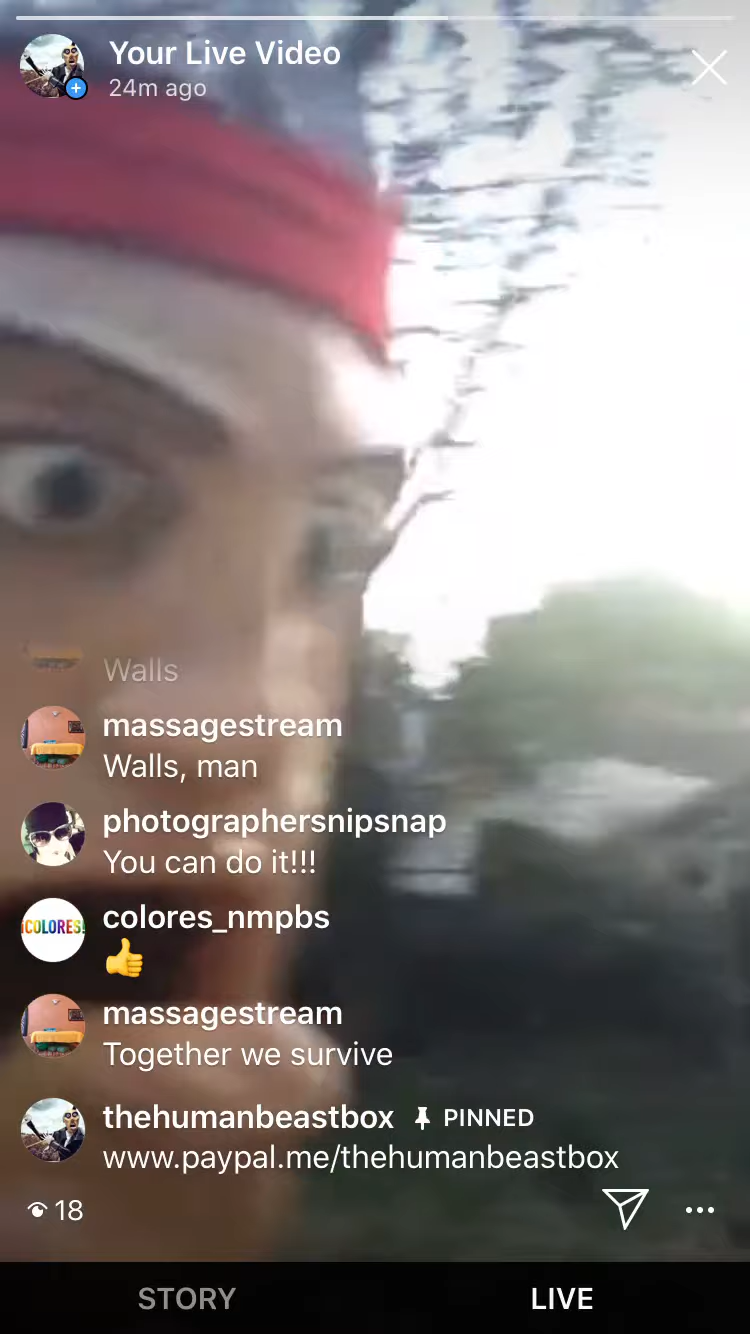 Your Live Video
24m ago
Walls
massagestream
Walls, man
photographersnipsnap
You can do it!!!
colores_nmpbs
¡COLORES!
👍
massagestream
Together we survive
thehumanbeastbox PINNED
www.paypal.me/thehumanbeastbox
18
STORY LIVE